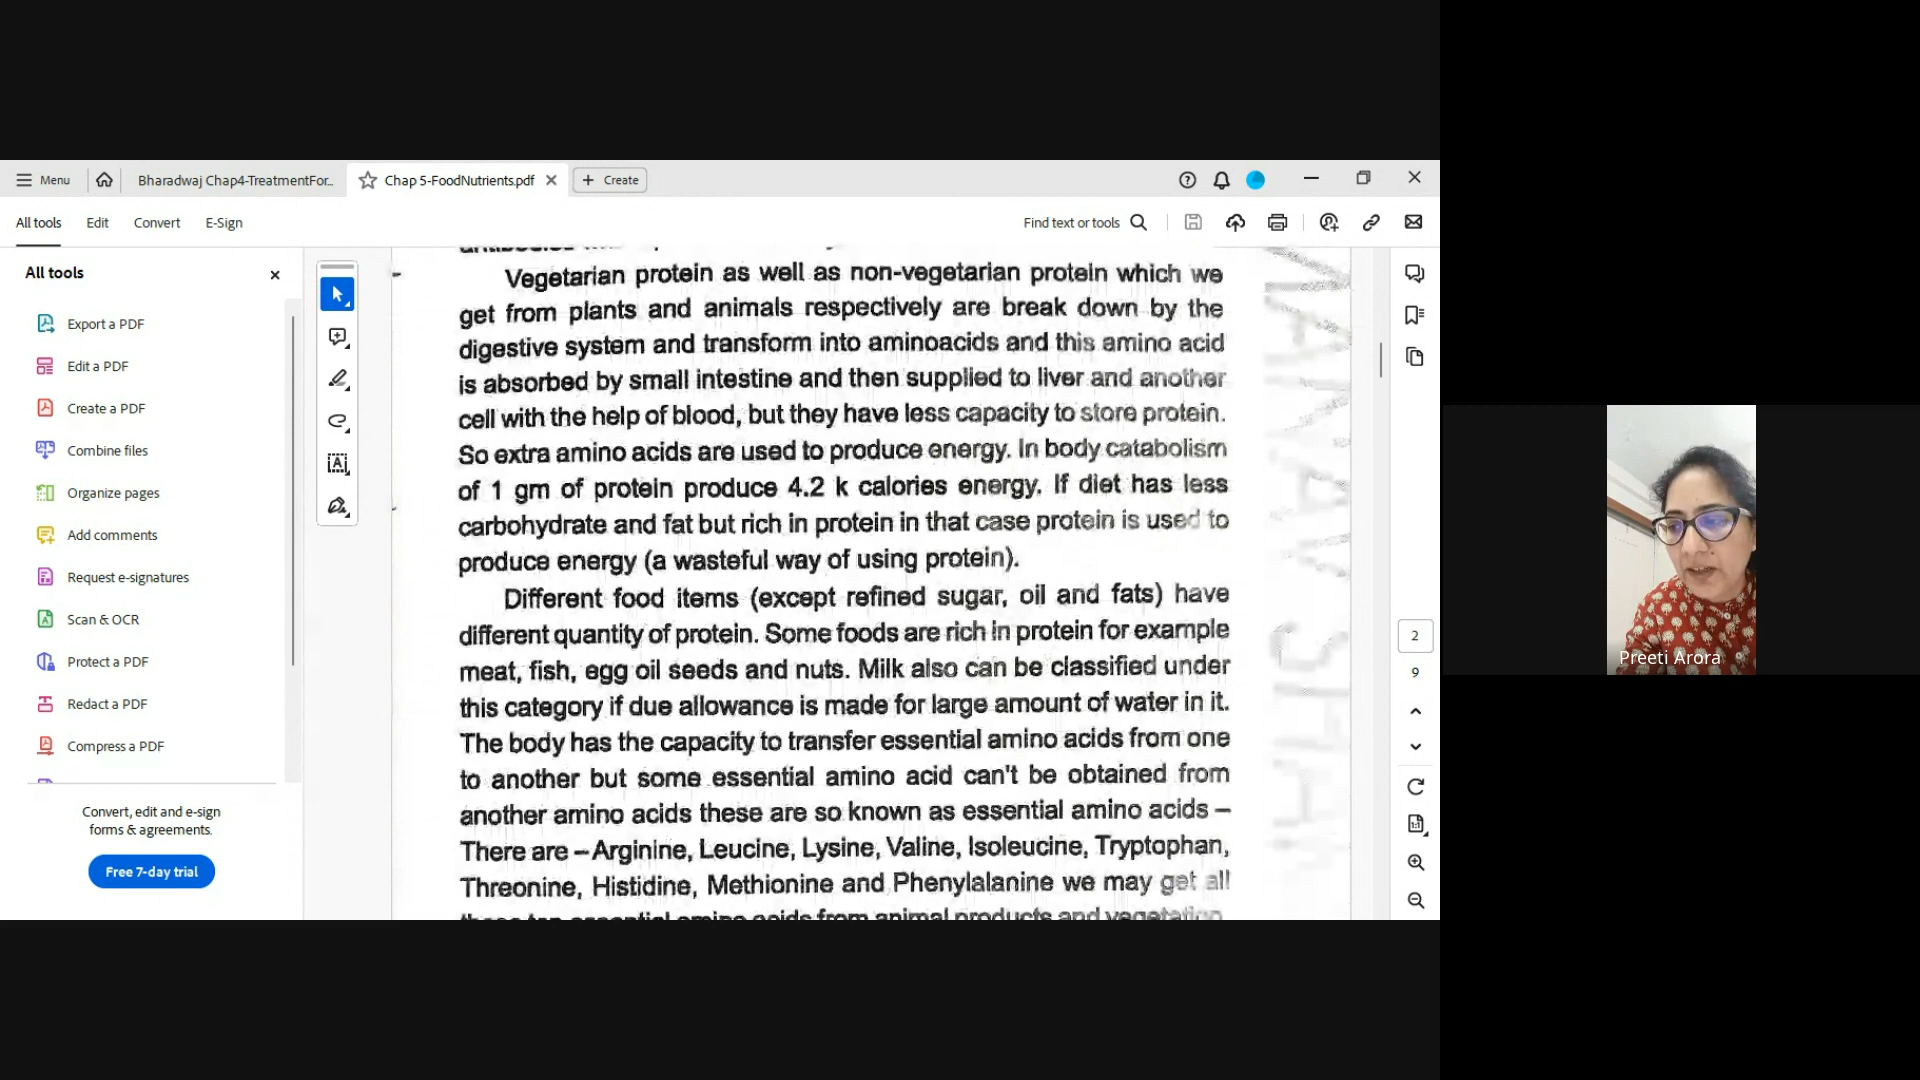 Menu
Bharadwaj Chap4-TreatmentFor...
Chap 5-FoodNutrients.pdf
Create
All tools
Edit
Convert
E-Sign
Find text or tools
All tools
Export a PDF
Edit a PDF
Create a PDF
Combine files
Organize pages
Add comments
Request e-signatures
Scan & OCR
Protect a PDF
Redact a PDF
Compress a PDF
Convert, edit and e-sign
forms & agreements.
Free 7-day trial
Vegetarian protein as well as non-vegetarian protein which we
get from plants and animals respectively are break down by the
digestive system and transform into aminoacids and this amino acid
is absorbed by small intestine and then supplied to liver and another
cell with the help of blood, but they have less capacity to store protein.
So extra amino acids are used to produce energy. In body catabolism
of 1 gm of protein produce 4.2 k calories energy. If diet has less
carbohydrate and fat but rich in protein in that case protein is used to
produce energy (a wasteful way of using protein).
Different food items (except refined sugar, oil and fats) have
different quantity of protein. Some foods are rich in protein for example
meat, fish, egg oil seeds and nuts. Milk also can be classified under
this category if due allowance is made for large amount of water in it.
The body has the capacity to transfer essential amino acids from one
to another but some essential amino acid can't be obtained from
another amino acids these are so known as essential amino acids –
There are – Arginine, Leucine, Lysine, Valine, Isoleucine, Tryptophan,
Threonine, Histidine, Methionine and Phenylalanine we may get all
these ten essential amino acids from animal products and vegetation
2
9
Preeti Arora